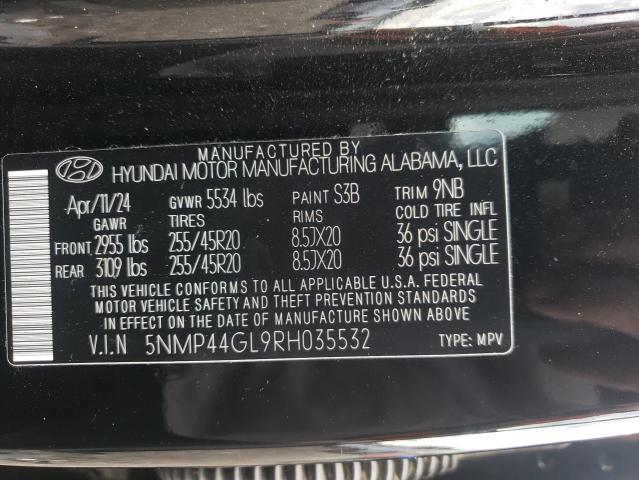 MANUFACTURED BY
HYUNDAI MOTOR MANUFACTURING ALABAMA, LLC
Apr/11/24 GVWR 5534 lbs PAINT S3B TRIM 9NB
GAWR TIRES RIMS COLD TIRE INFL
FRONT 2955 lbs 255/45R20 8.5JX20 36 psi SINGLE
REAR 3109 lbs 255/45R20 8.5JX20 36 psi SINGLE
THIS VEHICLE CONFORMS TO ALL APPLICABLE U.S.A. FEDERAL
MOTOR VEHICLE SAFETY AND THEFT PREVENTION STANDARDS
IN EFFECT ON THE DATE OF MANUFACTURE SHOWN ABOVE.
V.I.N 5NMP44GL9RH035532 TYPE: MPV